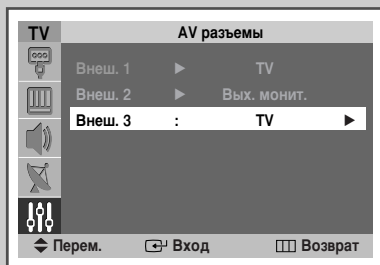 TV AV разъемы
Внеш. 1 ► TV
Внеш. 2 ► Вых. монит.
Внеш. 3 : TV ►
Перем. Вход Возврат